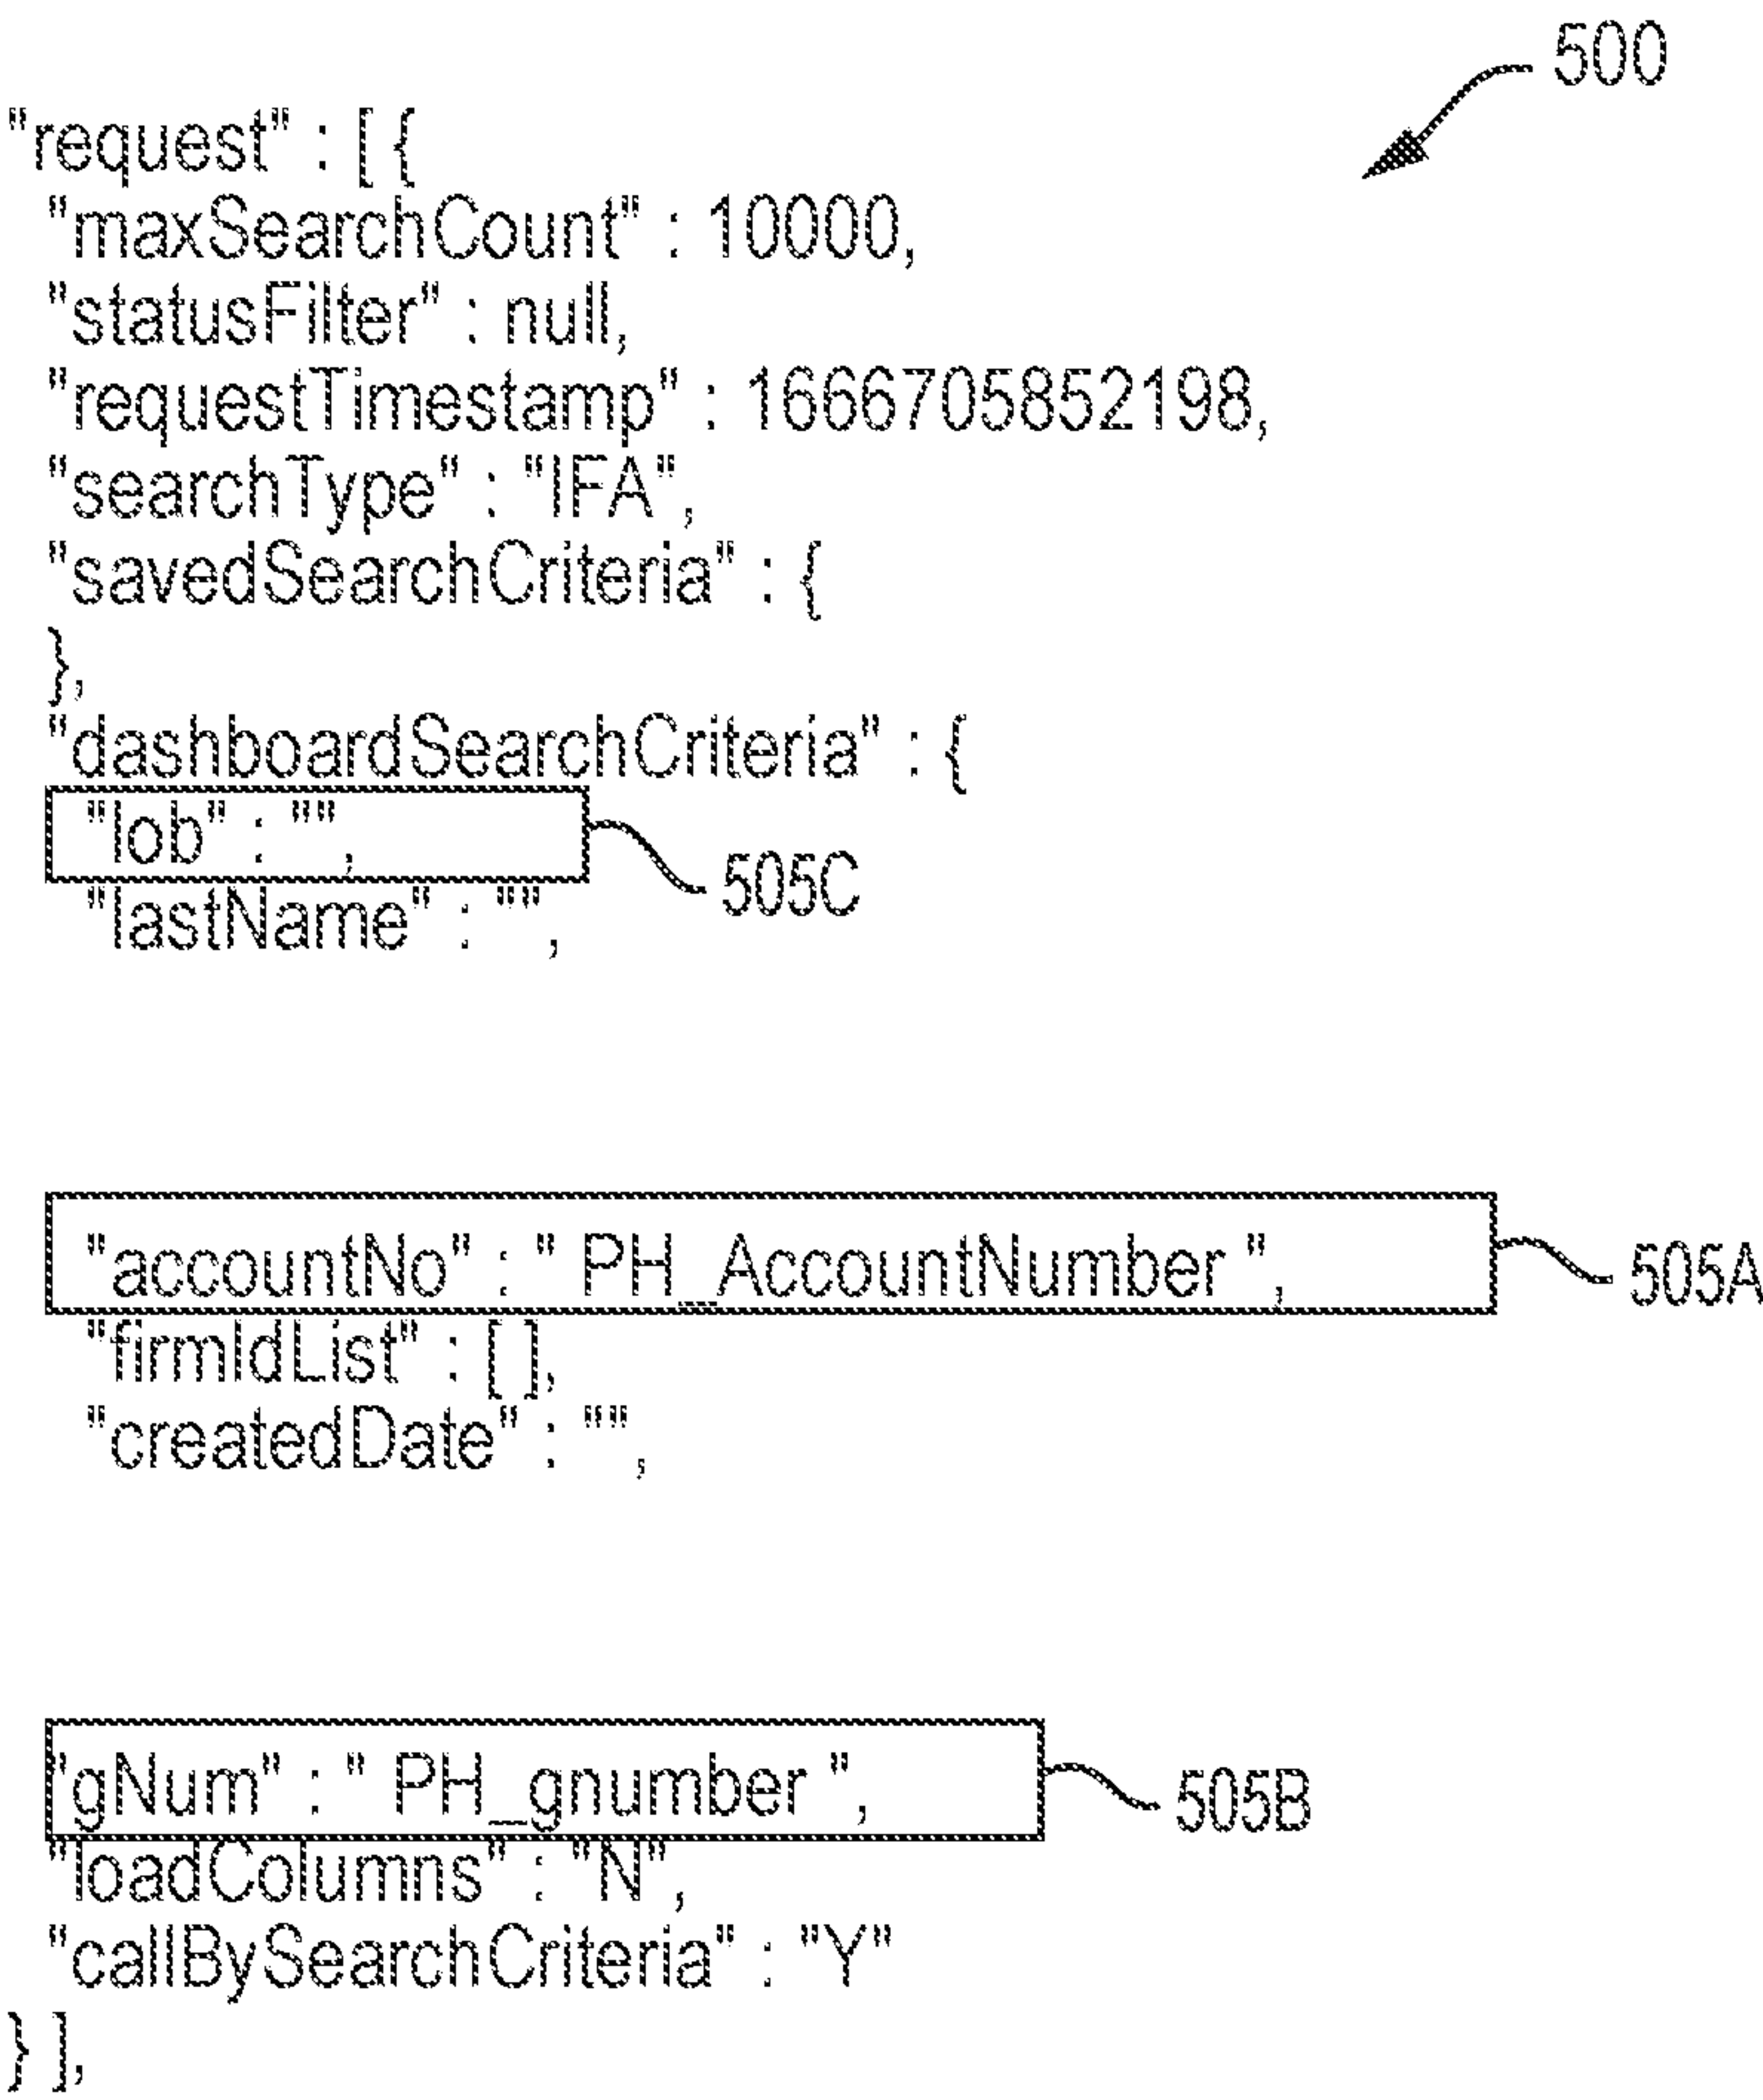 500
"request" : [ {
"maxSearchCount" : 10000,
"statusFilter" : null,
"requestTimestamp" : 1666705852198,
"searchType" : "IFA",
"savedSearchCriteria" : {
},
"dashboardSearchCriteria" : {
"lob" : "",
505C
"lastName" : "",
"accountNo" : " PH_AccountNumber ",
505A
"firmIdList" : [ ],
"createdDate" : "",
"gNum" : " PH_gnumber ",
505B
"loadColumns" : "N",
"callBySearchCriteria" : "Y"
} ],